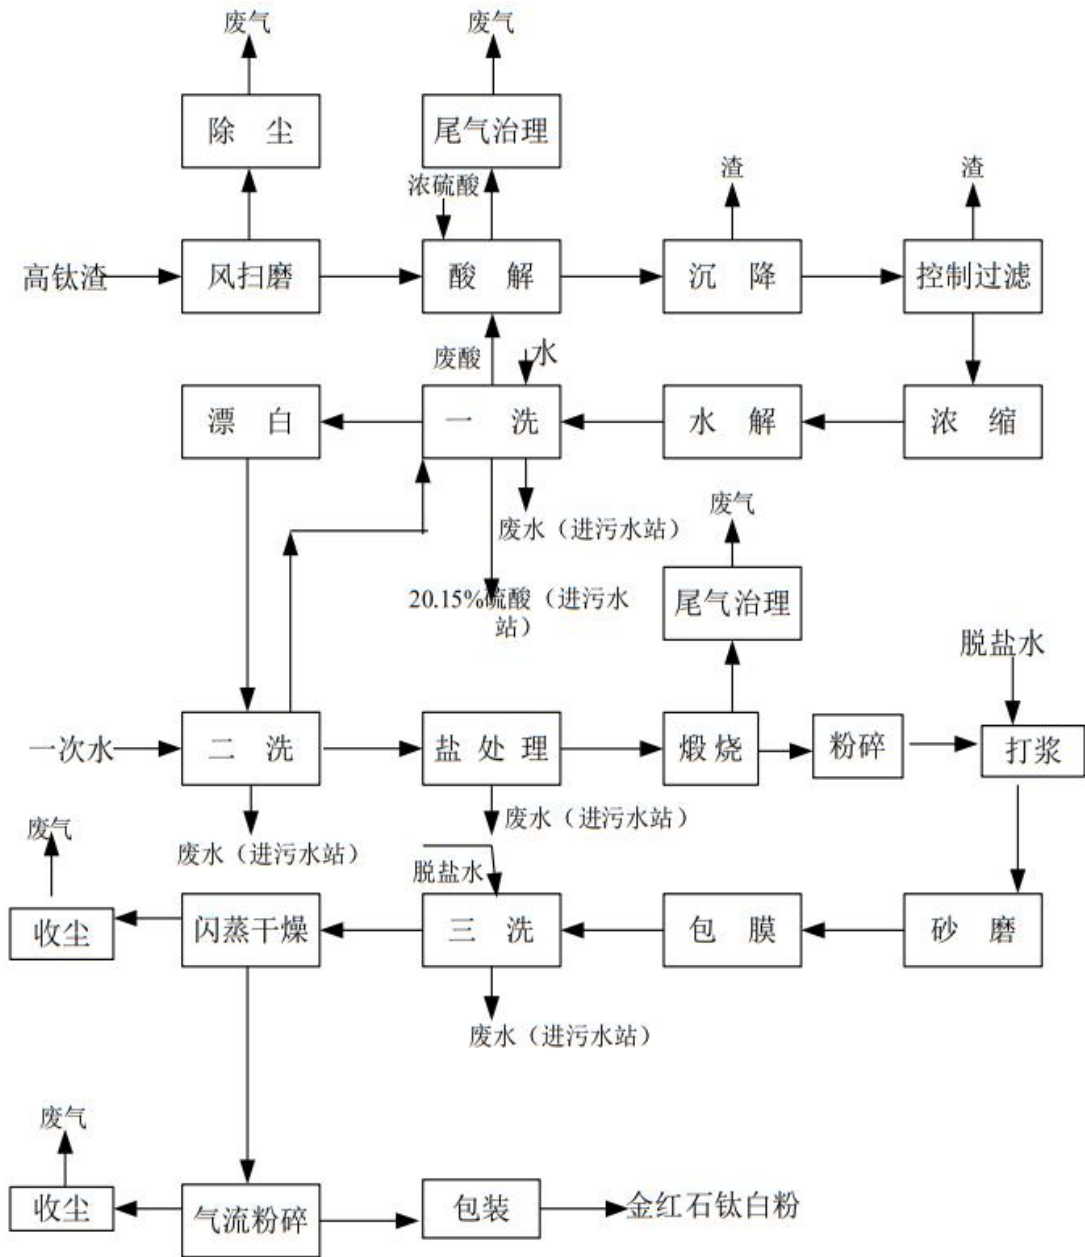 废气
废气
除 尘
尾气治理
浓硫酸
渣
渣
高钛渣
风扫磨
酸 解
沉 降
控制过滤
废酸
水
漂 白
一 洗
水 解
浓 缩
废水（进污水站）
废气
20.15%硫酸（进污水
站）
尾气治理
脱盐水
一次水
二 洗
盐处理
煅烧
粉碎
打浆
废水（进污水站）
废水（进污水站）
废气
脱盐水
收尘
闪蒸干燥
三 洗
包 膜
砂 磨
废水（进污水站）
废气
收尘
气流粉碎
包装
金红石钛白粉